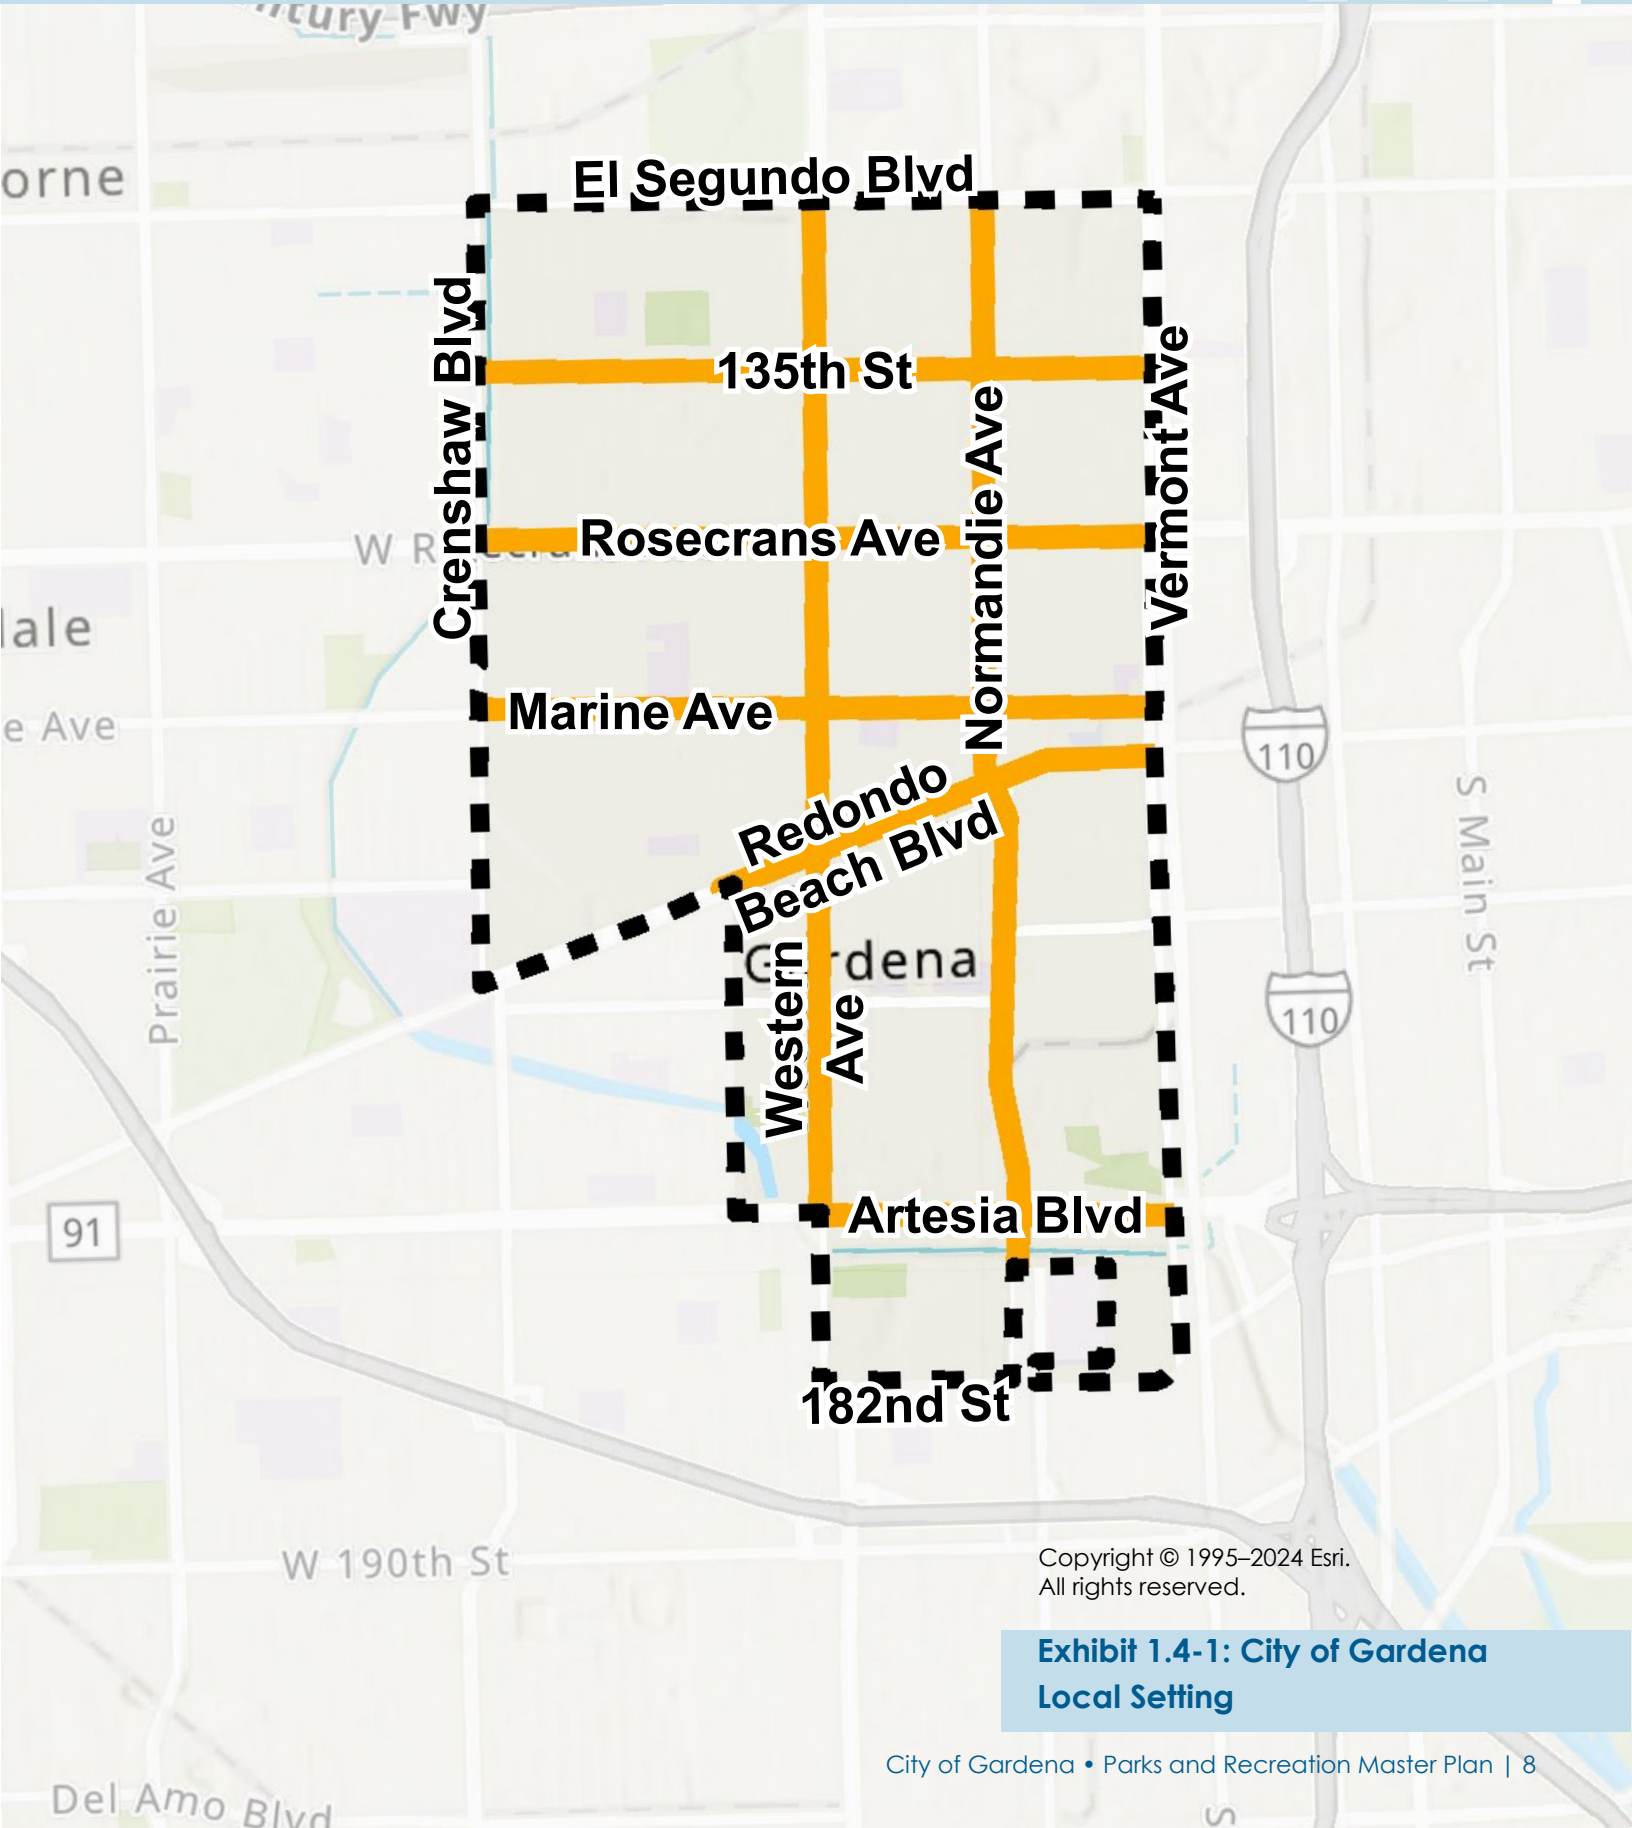 tury Fwy
El Segundo Blvd
orne
Crenshaw Blvd
135th St
Vermont Ave
Normandie Ave
W R
Rosecrans Ave
dale
Marine Ave
e Ave
110
Redondo
Beach Blvd
S Main St
Prairie Ave
Gardena
Western
Ave
110
91
Artesia Blvd
182nd St
W 190th St
Copyright © 1995–2024 Esri.
All rights reserved.
Exhibit 1.4-1: City of Gardena
Local Setting
City of Gardena • Parks and Recreation Master Plan | 8
Del Amo Blvd
S